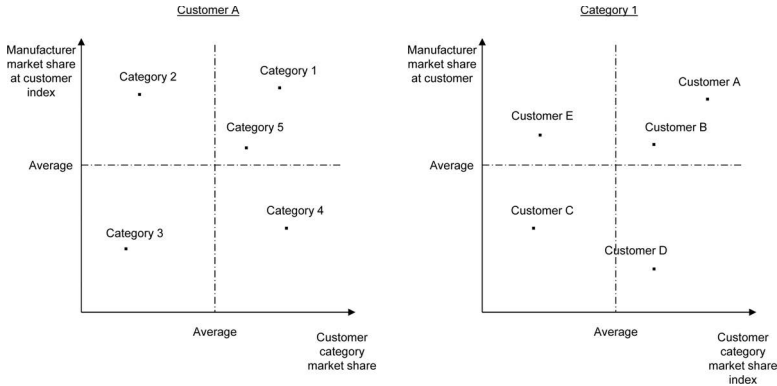 Customer A
Manufacturer
market share
at customer
index
Category 2
Category 1
Category 5
Average
Category 3
Category 4
Average
Customer
category
market share
Category 1
Manufacturer
market share
at customer
Customer A
Customer E
Customer B
Average
Customer C
Customer D
Average
Customer
category
market share
index